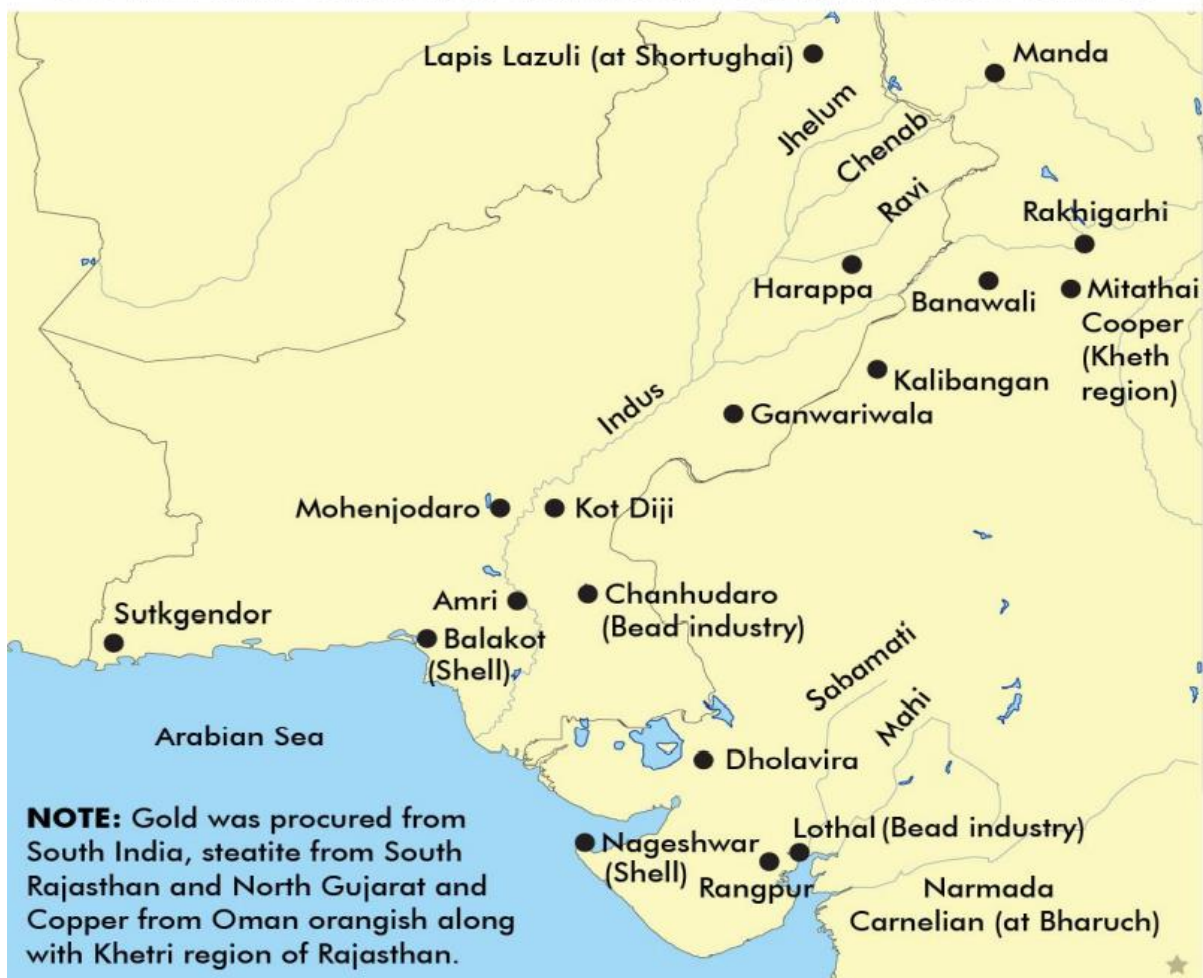 Lapis Lazuli (at Shortughai)
Manda
Jhelum
Chenab
Ravi
Rakhigarhi
Harappa
Banawali
Mitathai
Cooper
(Kheth
region)
Kalibangan
Indus
Ganwariwala
Mohenjodaro
Kot Diji
Amri
Chanhudaro
(Bead industry)
Sutkgendor
Balakot
(Shell)
Sabamati
Mahi
Arabian Sea
Dholavira
NOTE: Gold was procured from
South India, steatite from South
Rajasthan and North Gujarat and
Copper from Oman orangish along
with Khetri region of Rajasthan.
Nageshwar
(Shell)
Lothal (Bead industry)
Rangpur
Narmada
Carnelian (at Bharuch)